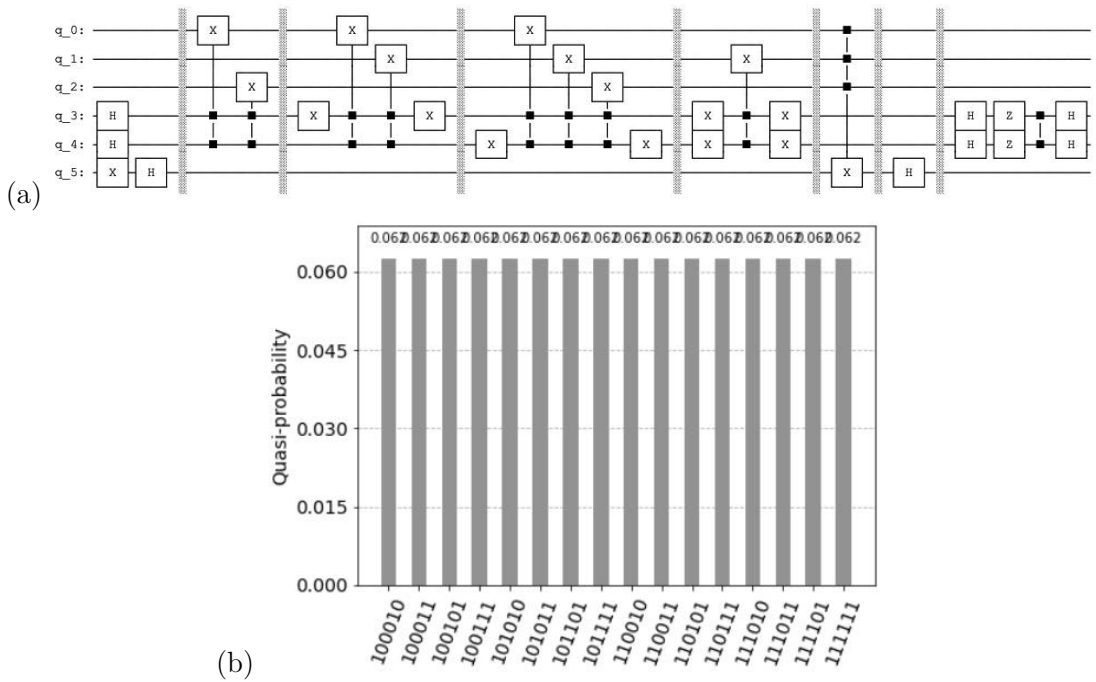 q_0: X X X
q_1: X X X
q_2: X X
q_3: H X X X X H Z H
q_4: H X X X X H Z H
q_5: X H X H
(a)
0.062 0.062 0.062 0.062 0.062 0.062 0.062 0.062 0.062 0.062 0.062 0.062 0.062 0.062 0.062 0.062
0.060
0.045
0.030
0.015
0.000
Quasi-probability
100010 100011 100101 100111 101010 101011 101101 101111 110010 110011 110101 110111 111010 111011 111101 111111
(b)